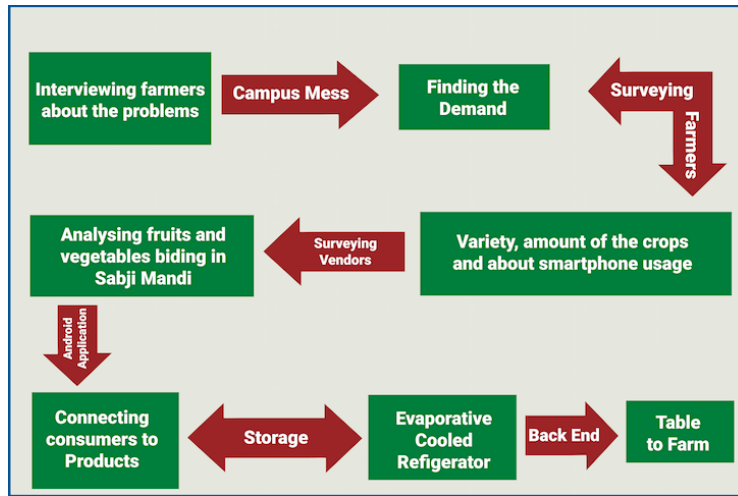 Interviewing farmers
about the problems
Campus Mess
Finding the
Demand
Surveying
Farmers
Variety, amount of the crops
and about smartphone usage
Surveying
Vendors
Analysing fruits and
vegetables biding in
Sabji Mandi
Android
Application
Connecting
consumers to
Products
Storage
Evaporative
Cooled
Refigerator
Back End
Table
to Farm